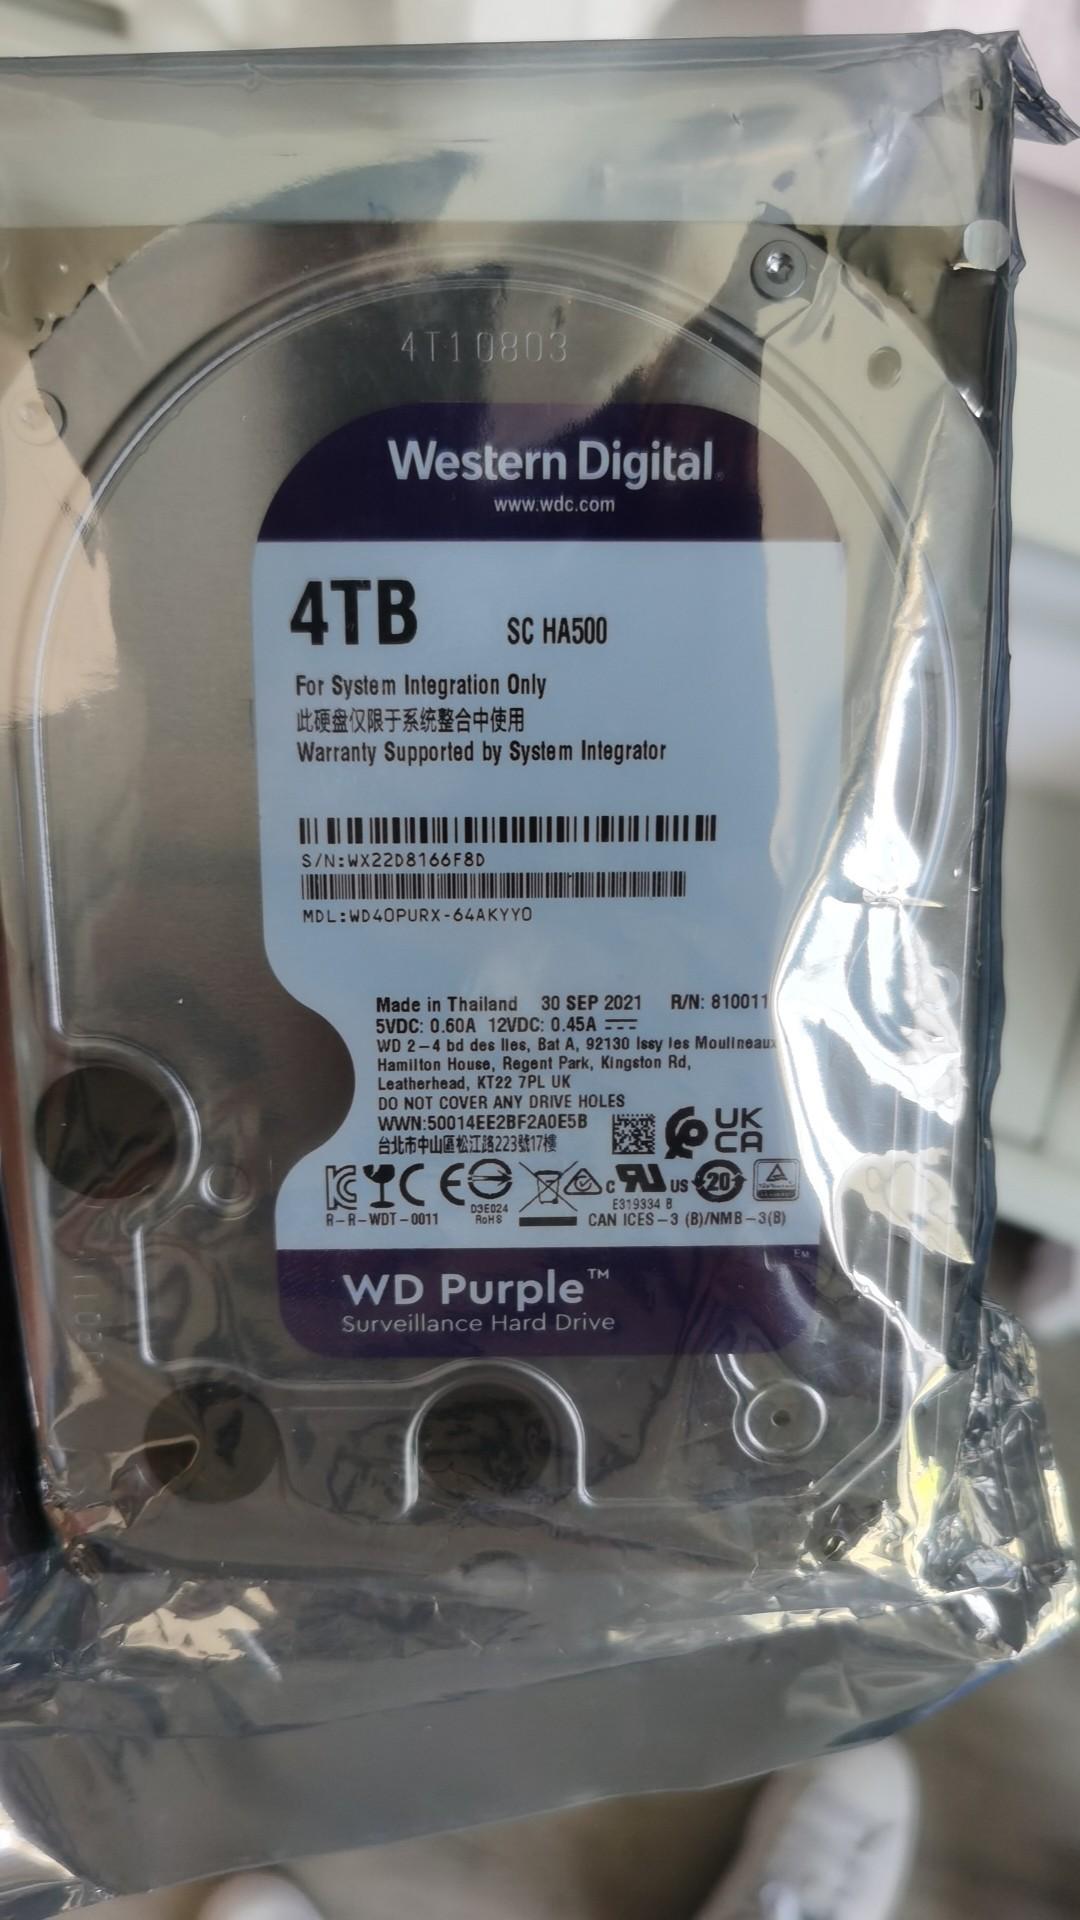 4T10803
Western Digital
www.wdc.com
4TB SC HA500
For System Integration Only
此硬盘仅限于系统整合中使用
Warranty Supported by System Integrator
S/N:WX22D8166F8D
MDL:WD40PURX-64AKYY0
Made in Thailand 30 SEP 2021 R/N: 810011
5VDC: 0.60A 12VDC: 0.45A
WD 2-4 bd des Iles, Bat A, 92130 Issy les Moulineaux
Hamilton House, Regent Park, Kingston Rd,
Leatherhead, KT22 7PL UK
DO NOT COVER ANY DRIVE HOLES
WWN:50014EE2BF2A0E5B
UK
CA
台北市中山區松江路223號17樓
CE c RU US 20
R-R-WDT-0011 D3E024 RoHS E319334 B
CAN ICES-3 (B)/NMB-3(B)
EM
WD Purple™
Surveillance Hard Drive